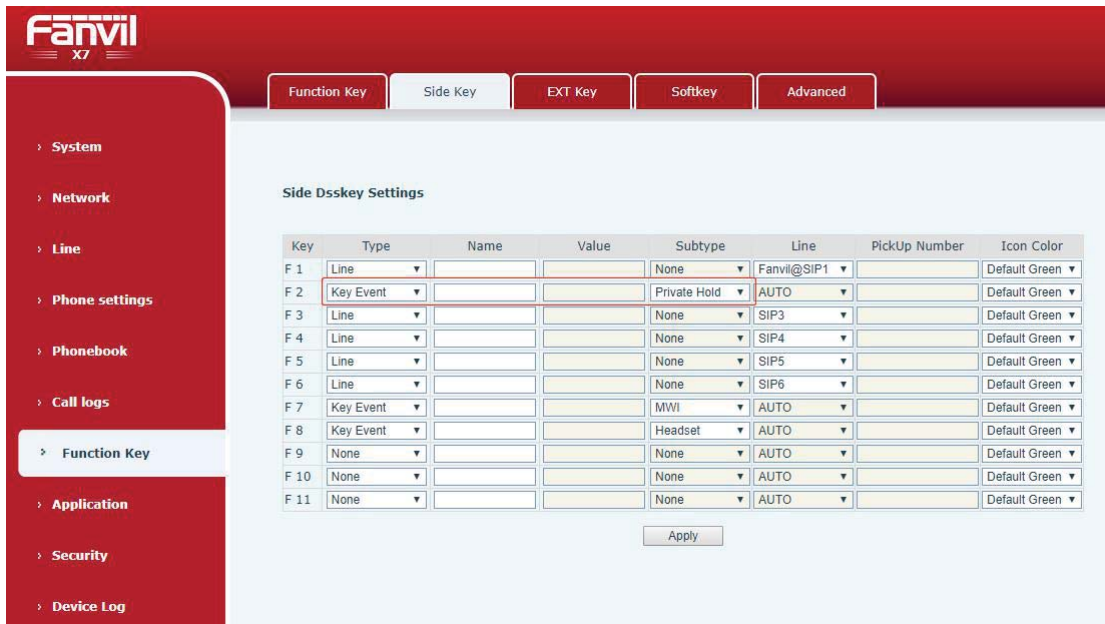 Fanvil
X7
Function Key Side Key EXT Key Softkey Advanced
› System
› Network
› Line
› Phone settings
› Phonebook
› Call logs
› Function Key
› Application
› Security
› Device Log
Side Dsskey Settings
Key Type Name Value Subtype Line PickUp Number Icon Color
F 1 Line None Fanvil@SIP1 Default Green
F 2 Key Event Private Hold AUTO Default Green
F 3 Line None SIP3 Default Green
F 4 Line None SIP4 Default Green
F 5 Line None SIP5 Default Green
F 6 Line None SIP6 Default Green
F 7 Key Event MWI AUTO Default Green
F 8 Key Event Headset AUTO Default Green
F 9 None None AUTO Default Green
F 10 None None AUTO Default Green
F 11 None None AUTO Default Green
Apply